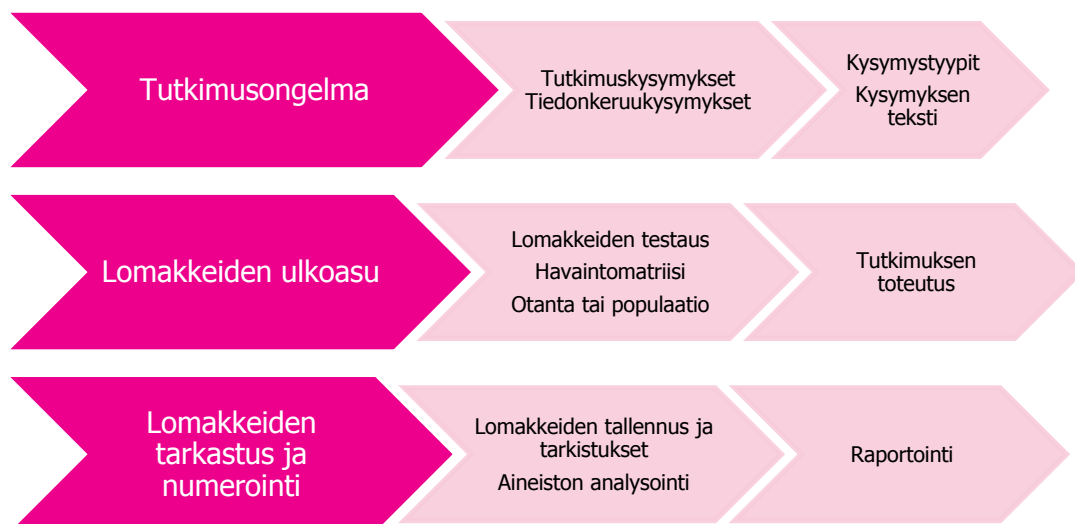 Tutkimusongelma
Tutkimuskysymykset
Tiedonkeruukysymykset
Kysymystyypit
Kysymyksen
teksti
Lomakkeiden ulkoasu
Lomakkeiden testaus
Havaintomatriisi
Otanta tai populaatio
Tutkimuksen
toteutus
Lomakkeiden
tarkastus ja
numerointi
Lomakkeiden tallennus ja
tarkistukset
Aineiston analysointi
Raportointi